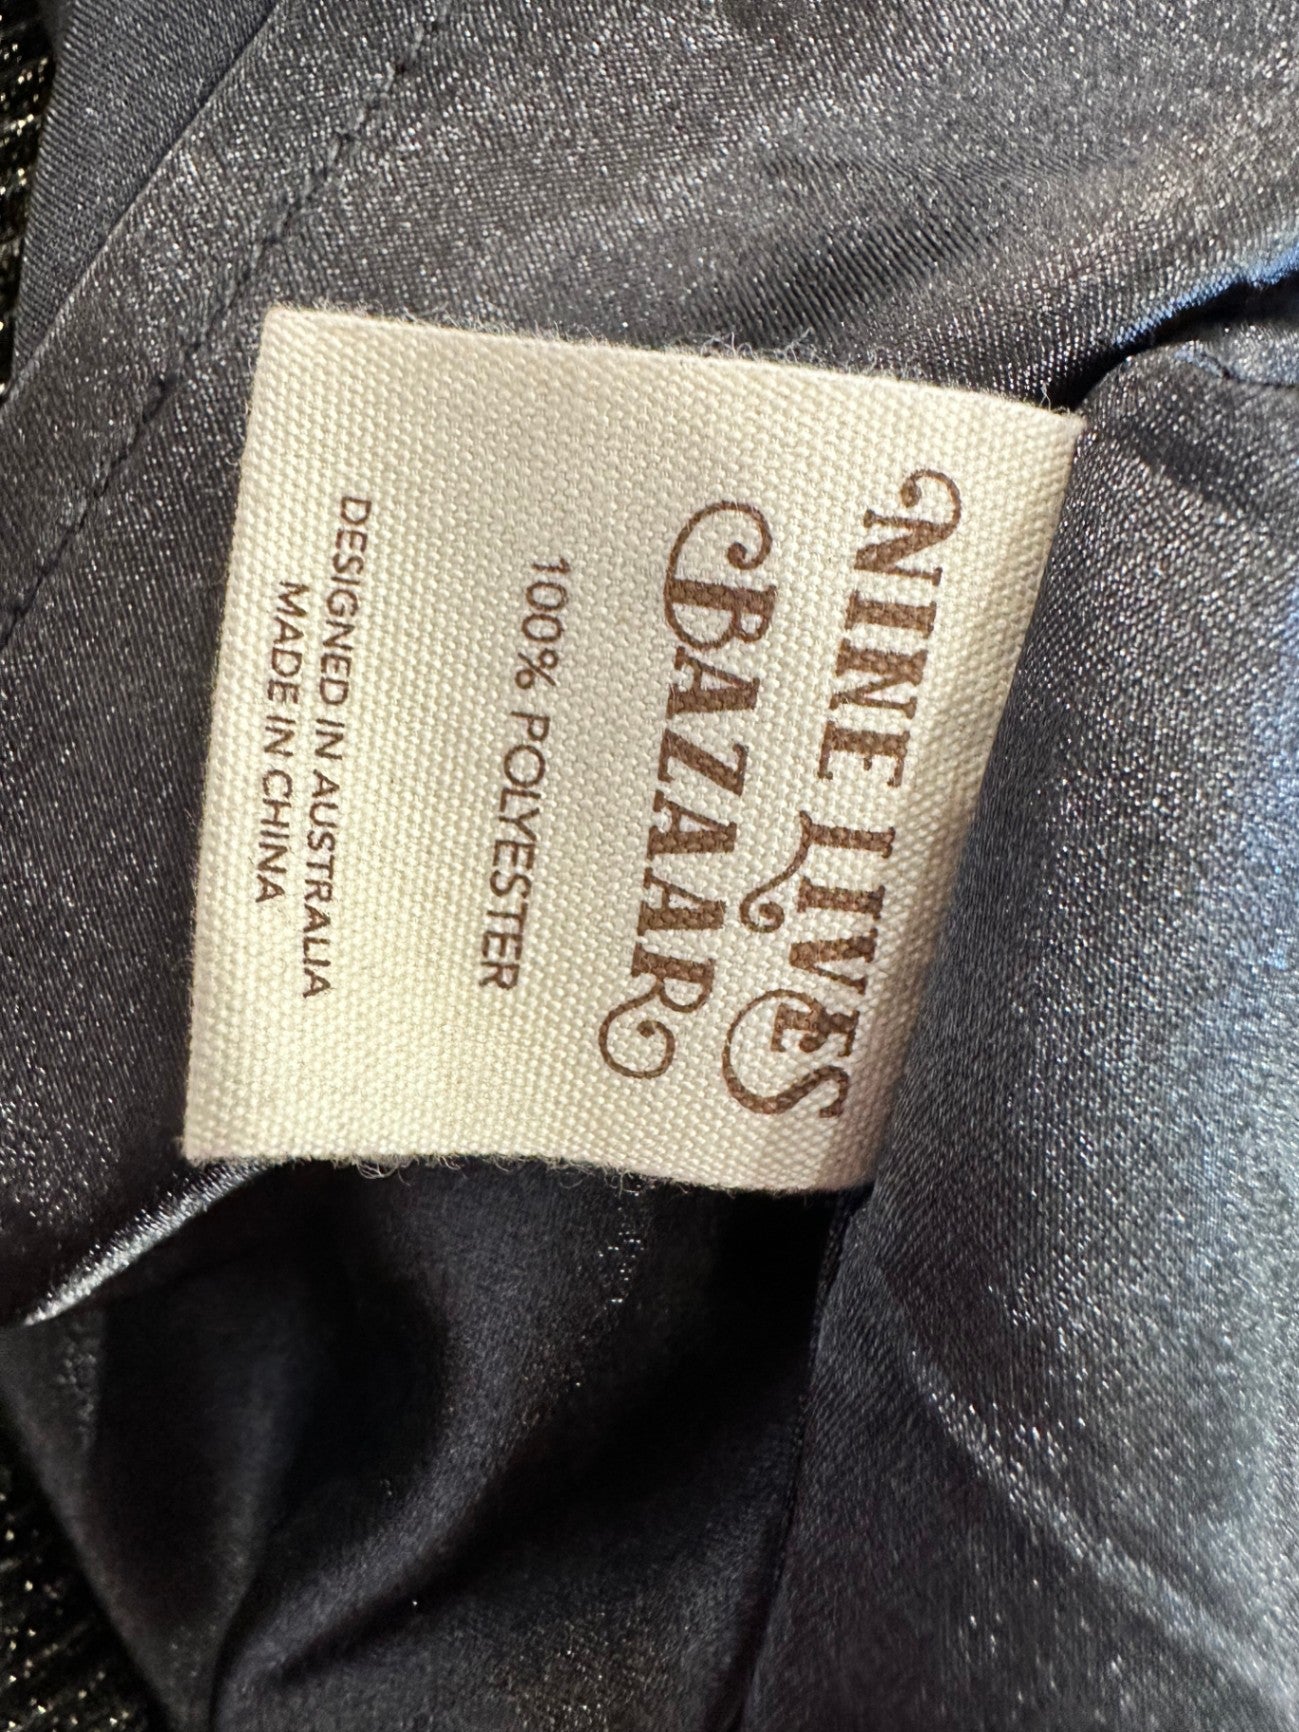 NINE LIVES
BAZAAR
100% POLYESTER
DESIGNED IN AUSTRALIA
MADE IN CHINA